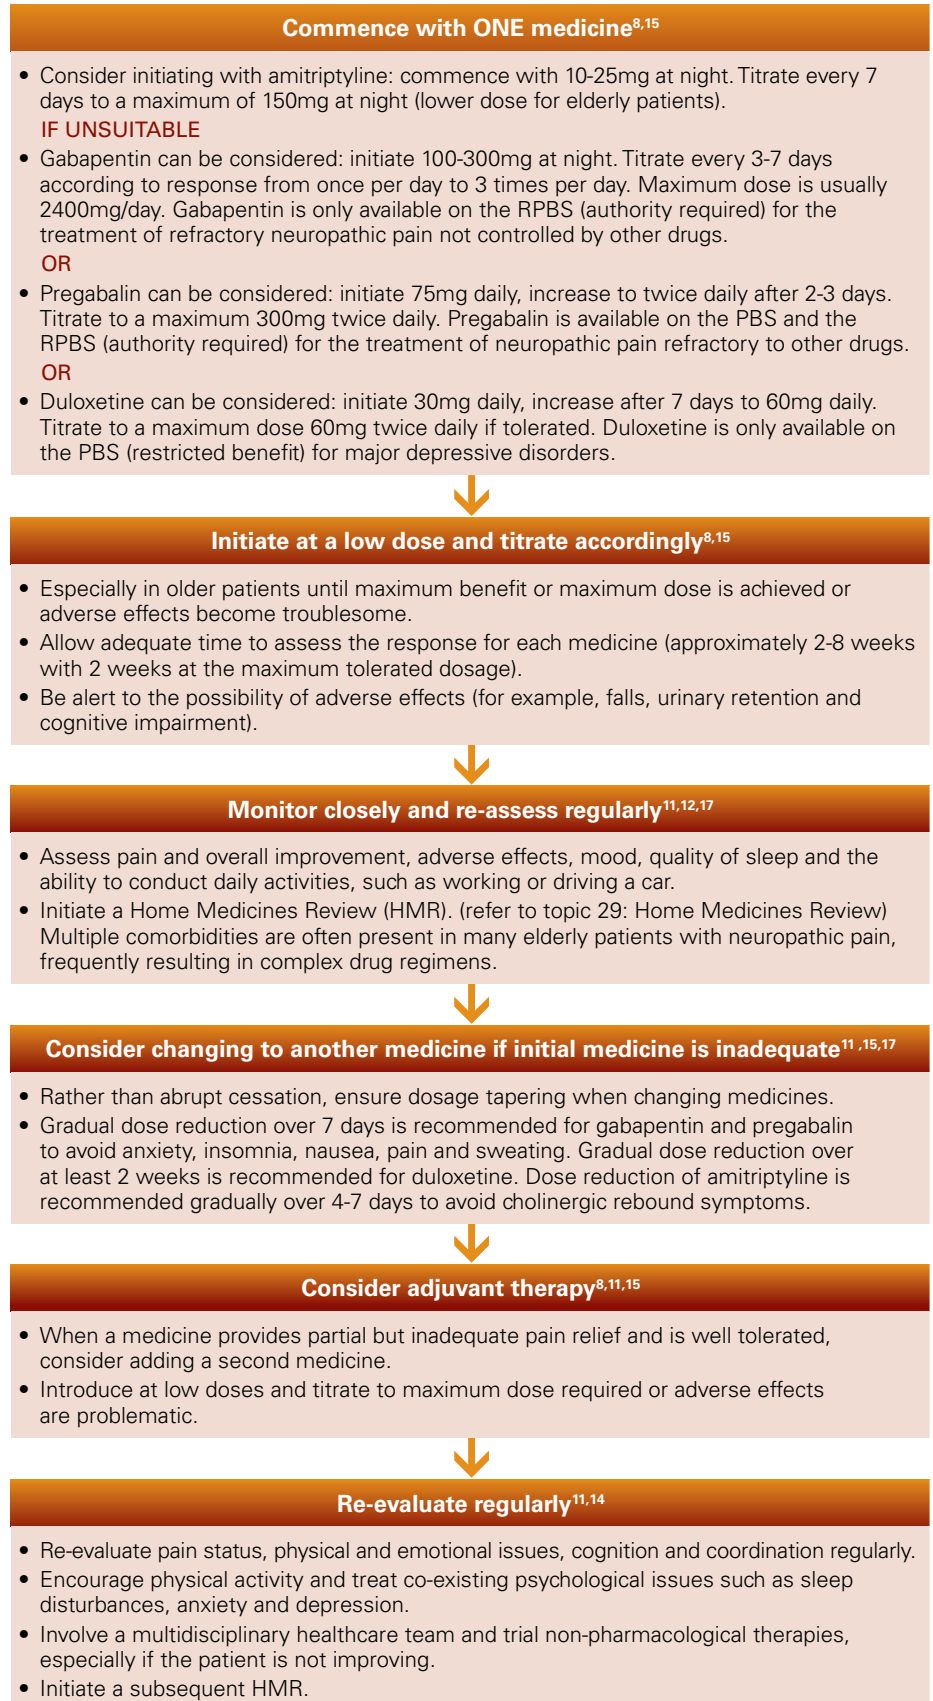 Commence with ONE medicine8,15
• Consider initiating with amitriptyline: commence with 10-25mg at night. Titrate every 7
days to a maximum of 150mg at night (lower dose for elderly patients).
IF UNSUITABLE
• Gabapentin can be considered: initiate 100-300mg at night. Titrate every 3-7 days
according to response from once per day to 3 times per day. Maximum dose is usually
2400mg/day. Gabapentin is only available on the RPBS (authority required) for the
treatment of refractory neuropathic pain not controlled by other drugs.
OR
• Pregabalin can be considered: initiate 75mg daily, increase to twice daily after 2-3 days.
Titrate to a maximum 300mg twice daily. Pregabalin is available on the PBS and the
RPBS (authority required) for the treatment of neuropathic pain refractory to other drugs.
OR
• Duloxetine can be considered: initiate 30mg daily, increase after 7 days to 60mg daily.
Titrate to a maximum dose 60mg twice daily if tolerated. Duloxetine is only available on
the PBS (restricted benefit) for major depressive disorders.
Initiate at a low dose and titrate accordingly8,15
• Especially in older patients until maximum benefit or maximum dose is achieved or
adverse effects become troublesome.
• Allow adequate time to assess the response for each medicine (approximately 2-8 weeks
with 2 weeks at the maximum tolerated dosage).
• Be alert to the possibility of adverse effects (for example, falls, urinary retention and
cognitive impairment).
Monitor closely and re-assess regularly11,12,17
• Assess pain and overall improvement, adverse effects, mood, quality of sleep and the
ability to conduct daily activities, such as working or driving a car.
• Initiate a Home Medicines Review (HMR). (refer to topic 29: Home Medicines Review)
Multiple comorbidities are often present in many elderly patients with neuropathic pain,
frequently resulting in complex drug regimens.
Consider changing to another medicine if initial medicine is inadequate11 ,15,17
• Rather than abrupt cessation, ensure dosage tapering when changing medicines.
• Gradual dose reduction over 7 days is recommended for gabapentin and pregabalin
to avoid anxiety, insomnia, nausea, pain and sweating. Gradual dose reduction over
at least 2 weeks is recommended for duloxetine. Dose reduction of amitriptyline is
recommended gradually over 4-7 days to avoid cholinergic rebound symptoms.
Consider adjuvant therapy8,11,15
• When a medicine provides partial but inadequate pain relief and is well tolerated,
consider adding a second medicine.
• Introduce at low doses and titrate to maximum dose required or adverse effects
are problematic.
Re-evaluate regularly11,14
• Re-evaluate pain status, physical and emotional issues, cognition and coordination regularly.
• Encourage physical activity and treat co-existing psychological issues such as sleep
disturbances, anxiety and depression.
• Involve a multidisciplinary healthcare team and trial non-pharmacological therapies,
especially if the patient is not improving.
• Initiate a subsequent HMR.